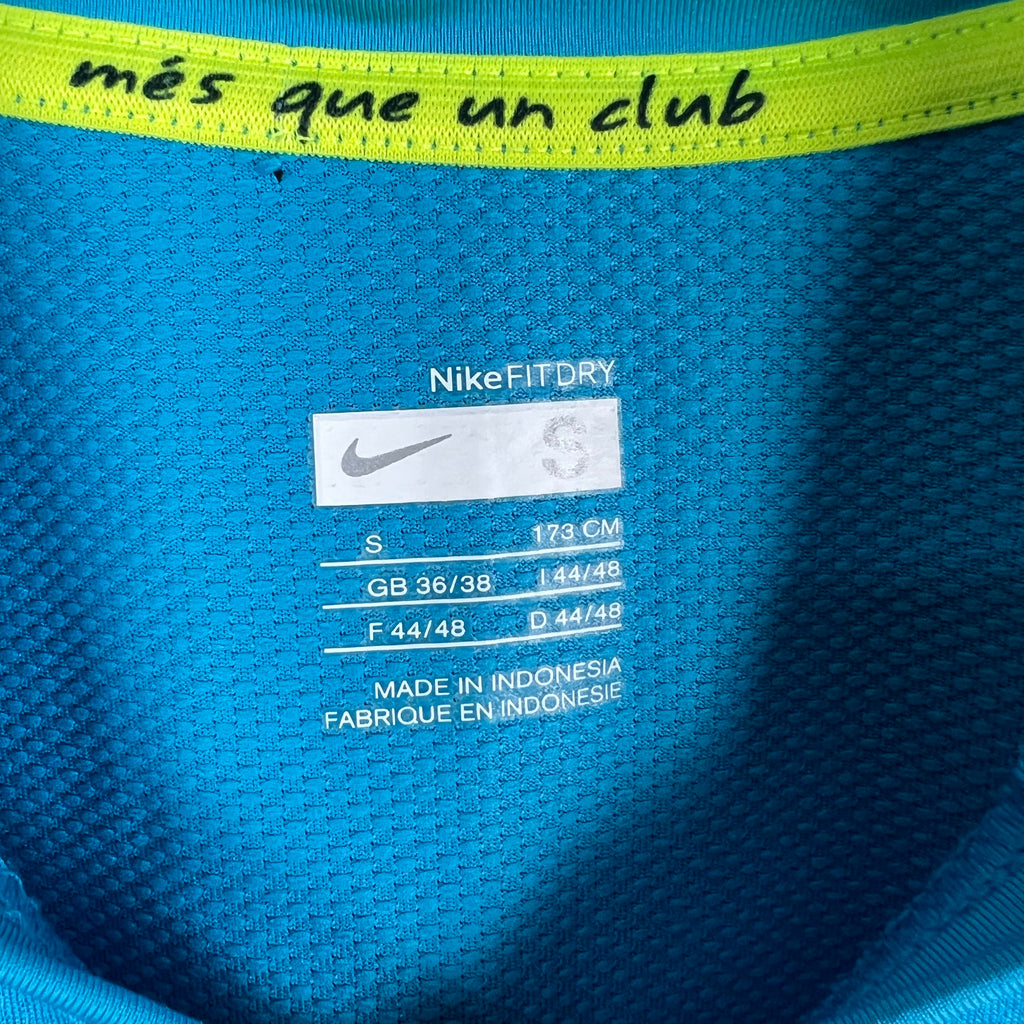 més que un club
NikeFITDRY
S
S 173 CM
GB 36/38 I 44/48
F 44/48 D 44/48
MADE IN INDONESIA
FABRIQUE EN INDONESIE